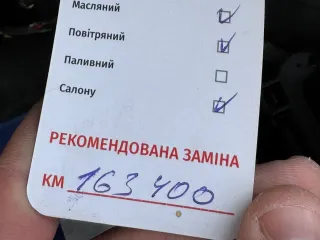 Масляний
Повітряний
Паливний
Салону
РЕКОМЕНДОВАНА ЗАМІНА
КМ 163 400